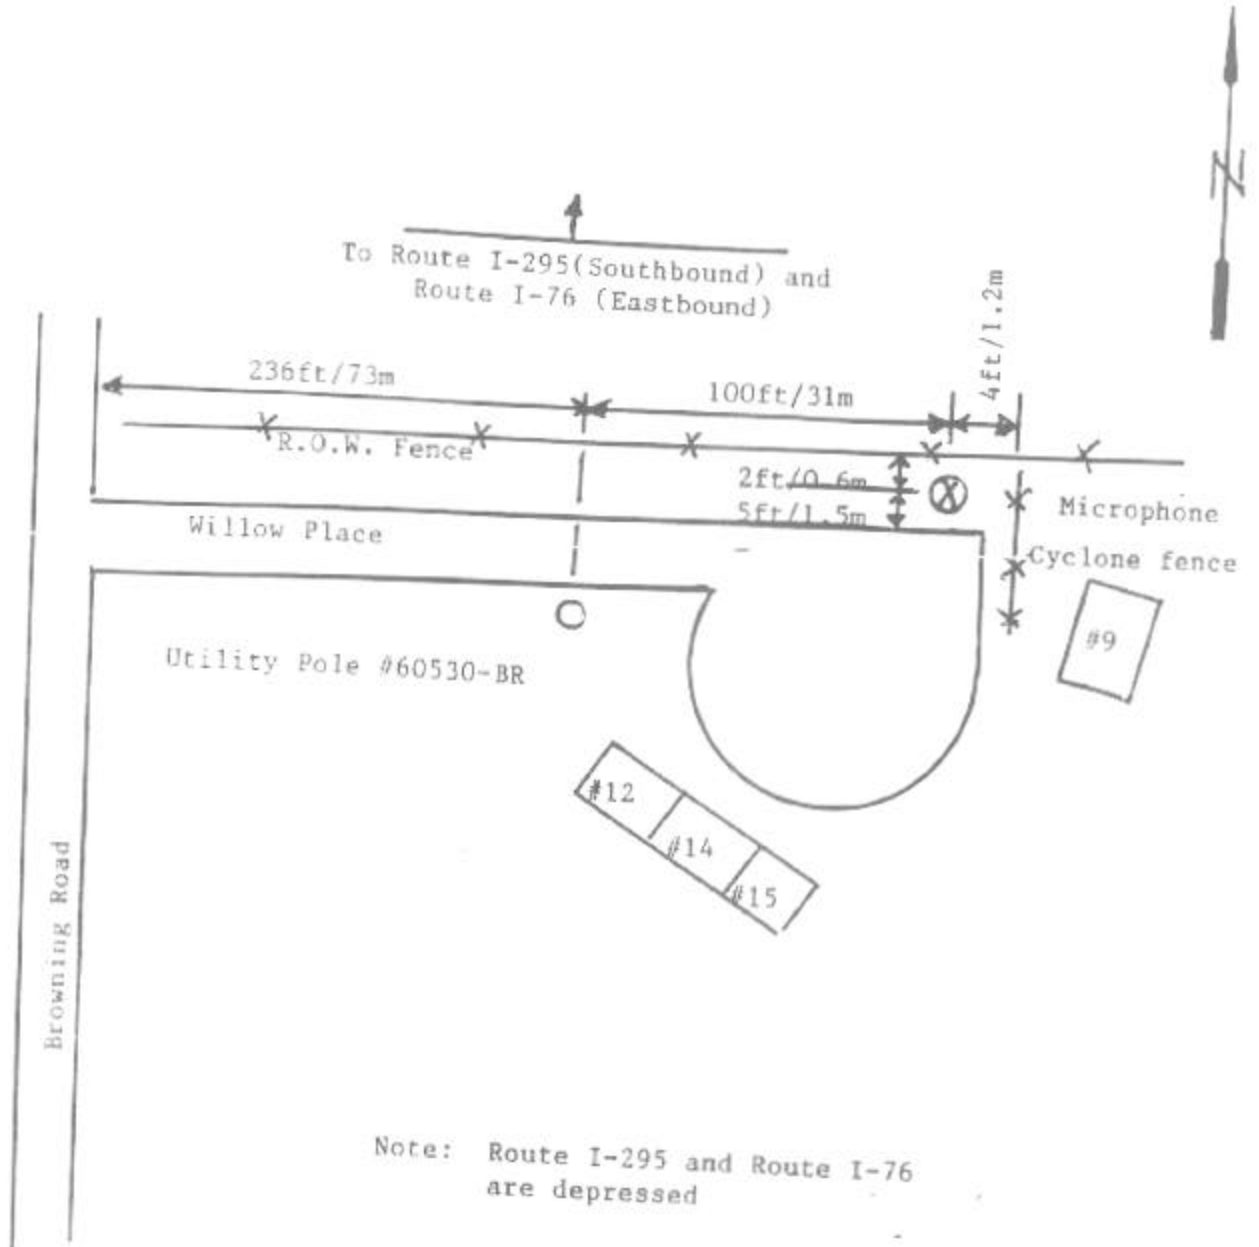 N
To Route I-295(Southbound) and
Route I-76 (Eastbound)
4ft/1.2m
236ft/73m
100ft/31m
R.O.W. Fence
2ft/0.6m
5ft/1.5m
Microphone
Willow Place
Cyclone fence
#9
Utility Pole #60530-BR
#12
#14
#15
Browning Road
Note: Route I-295 and Route I-76
are depressed